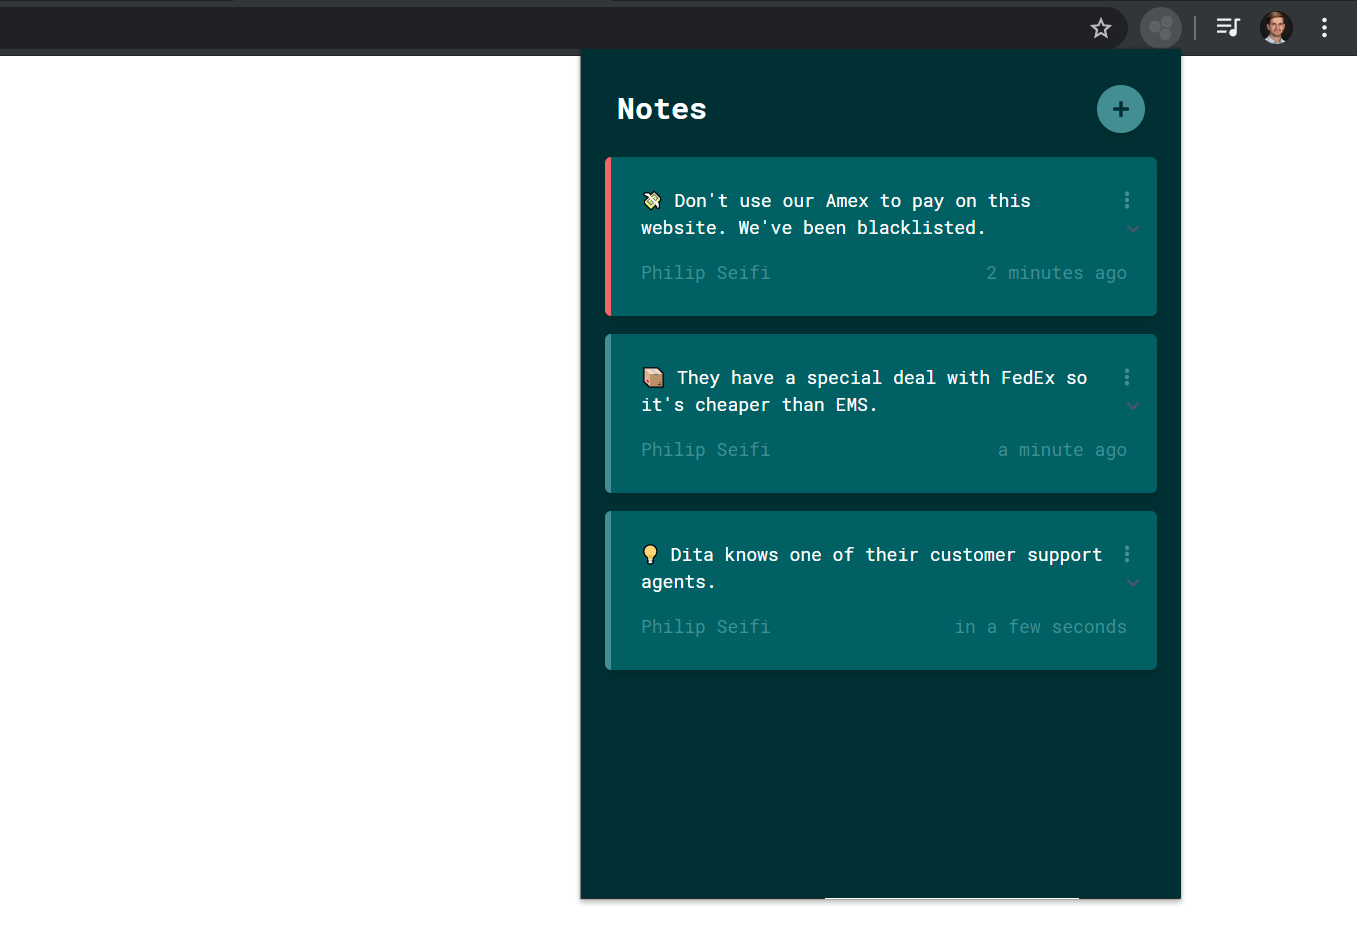 Notes
💸 Don't use our Amex to pay on this
website. We've been blacklisted.
Philip Seifi 2 minutes ago
📦 They have a special deal with FedEx so
it's cheaper than EMS.
Philip Seifi a minute ago
💡 Dita knows one of their customer support
agents.
Philip Seifi in a few seconds